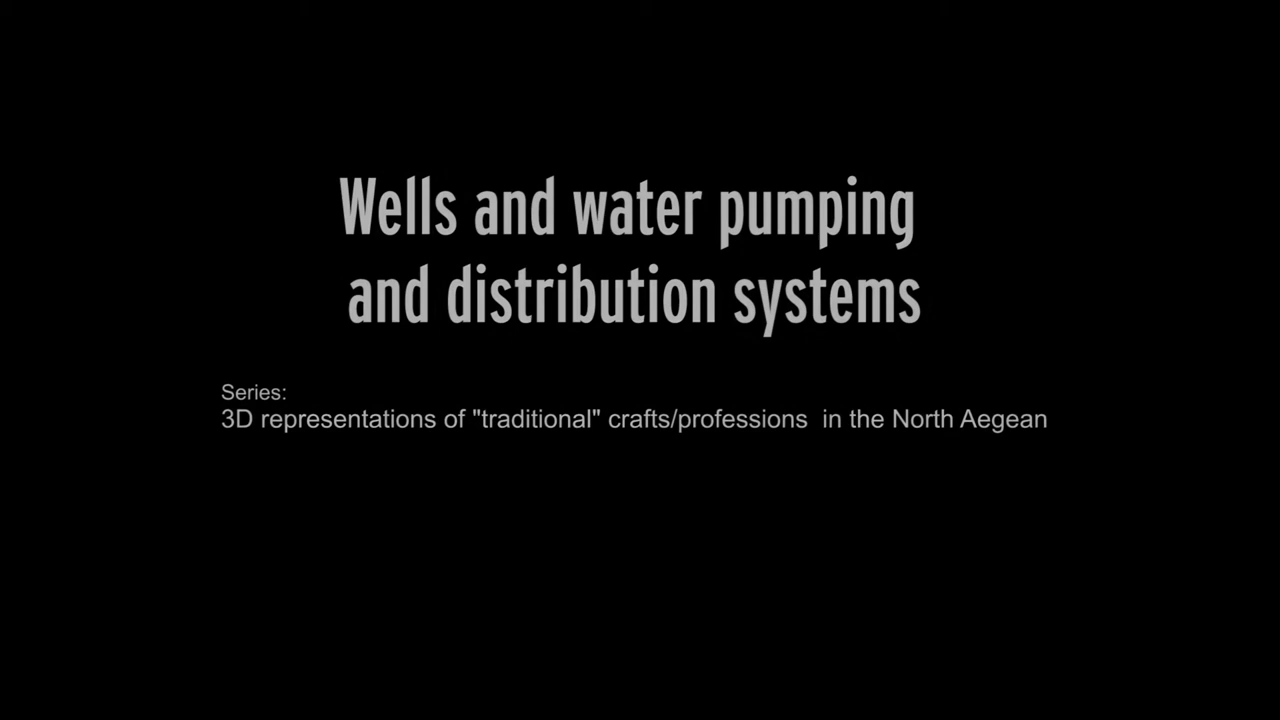 Wells and water pumping
and distribution systems
Series:
3D representations of "traditional" crafts/professions  in the North Aegean